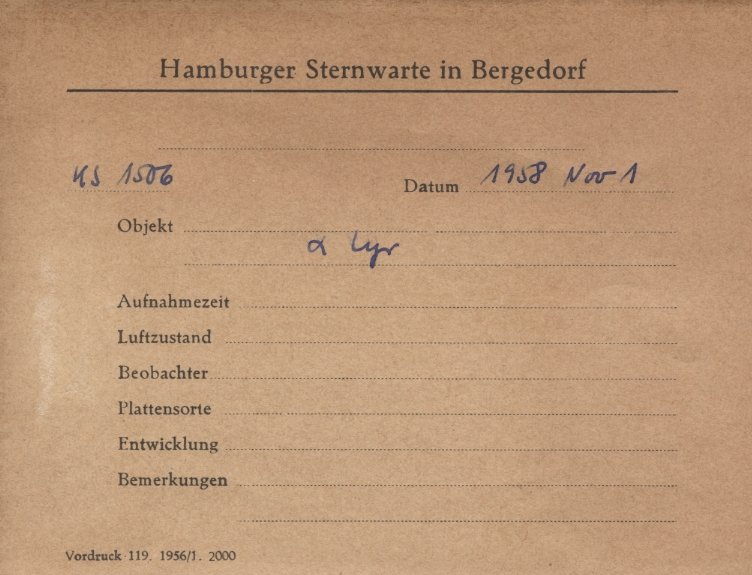 Hamburger Sternwarte in Bergedorf
KS 1506 Datum 1958 Nov 1
Objekt
α Lyr
Aufnahmezeit
Luftzustand
Beobachter
Plattensorte
Entwicklung
Bemerkungen
Vordruck 119. 1956/1. 2000